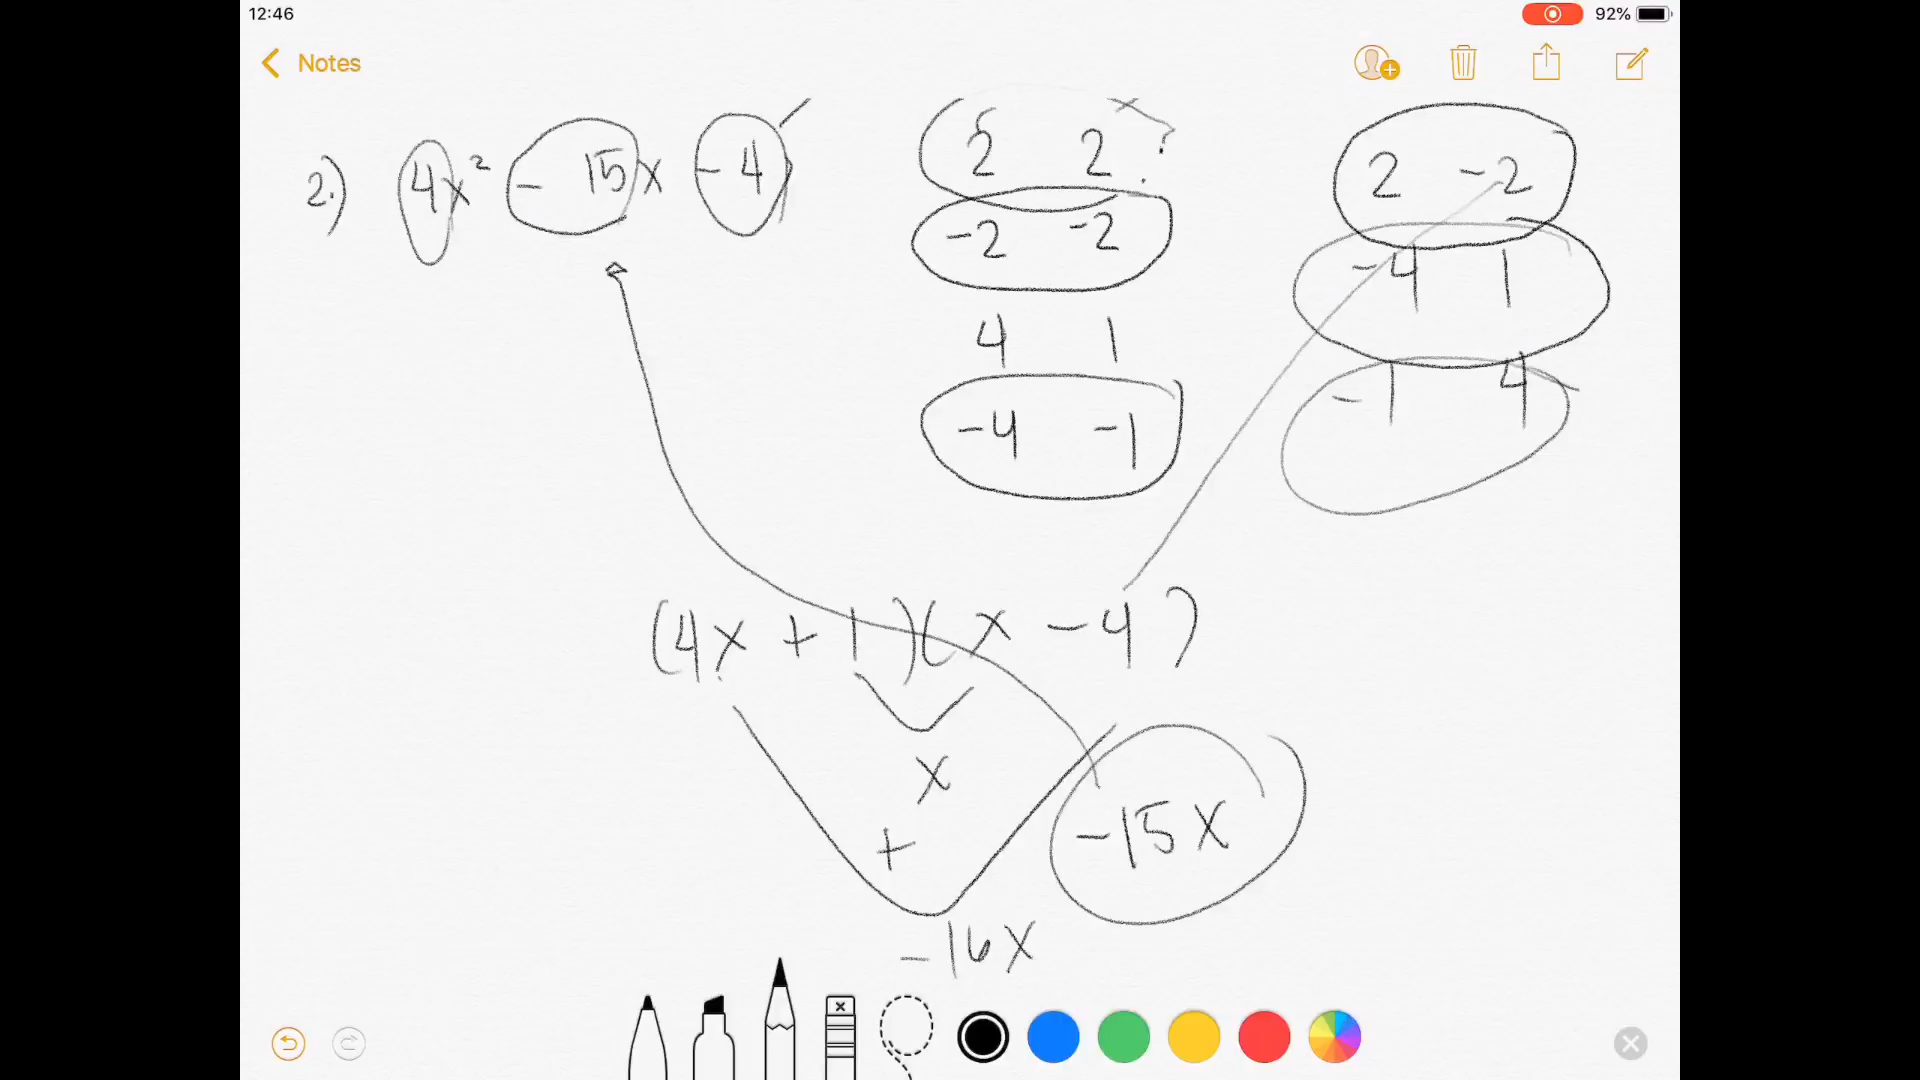 12:46
92%
Notes
2.) 4x² - 15x - 4
2 2 ?
-2 -2
4 1
-4 -1
2 -2
-4 1
-1 4
(4x + 1)(x - 4)
x
+
-16x
-15x